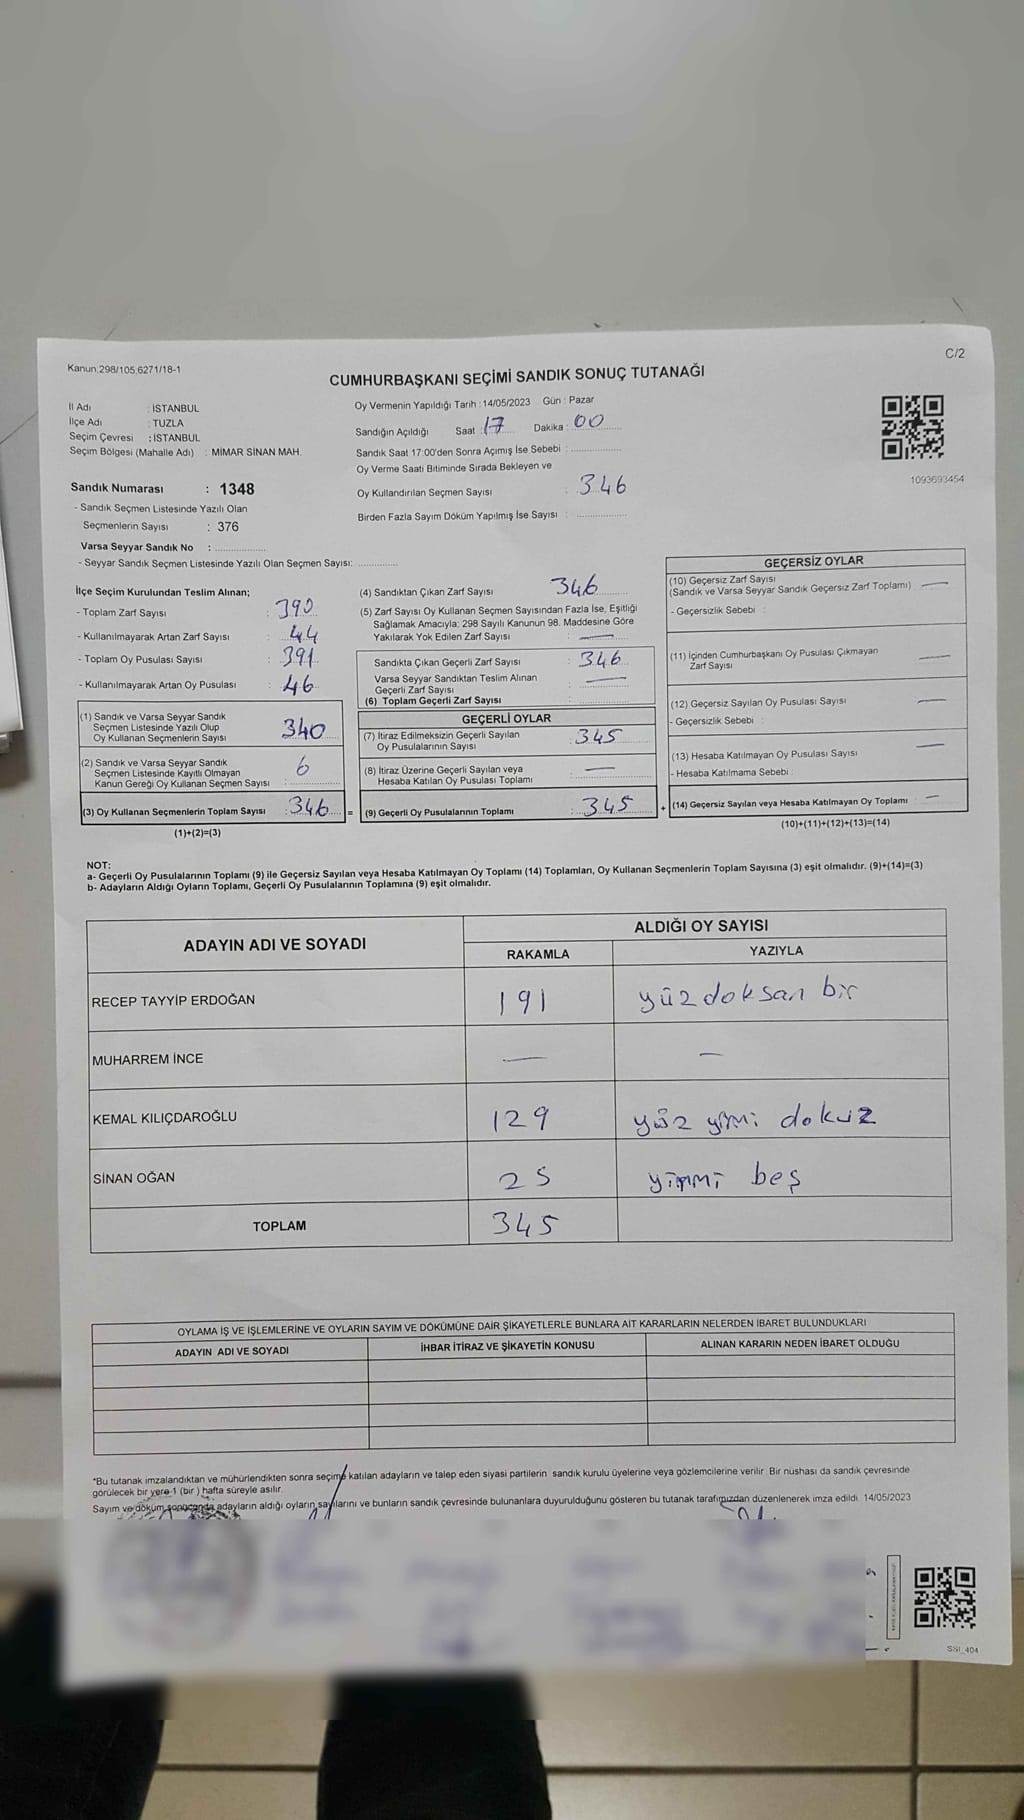 C/2
Kanun.298/105,6271/18-1
CUMHURBAŞKANI SEÇİMİ SANDIK SONUÇ TUTANAĞI
İl Adı : İSTANBUL
İlçe Adı : TUZLA
Seçim Çevresi : İSTANBUL
Seçim Bölgesi (Mahalle Adı) : MİMAR SİNAN MAH.
Sandık Numarası : 1348
- Sandık Seçmen Listesinde Yazılı Olan
Seçmenlerin Sayısı : 376
Varsa Seyyar Sandık No :
- Seyyar Sandık Seçmen Listesinde Yazılı Olan Seçmen Sayısı:
Oy Vermenin Yapıldığı Tarih :14/05/2023 Gün : Pazar
Sandığın Açıldığı Saat : 17 Dakika : 00
Sandık Saat 17:00'den Sonra Açımış İse Sebebi :
Oy Verme Saati Bitiminde Sırada Bekleyen ve
Oy Kullandırılan Seçmen Sayısı : 346
Birden Fazla Sayım Döküm Yapılmış İse Sayısı :
1093693454
İlçe Seçim Kurulundan Teslim Alınan;
- Toplam Zarf Sayısı : 390
- Kullanılmayarak Artan Zarf Sayısı : 44
- Toplam Oy Pusulası Sayısı : 391
- Kullanılmayarak Artan Oy Pusulası : 46
(1) Sandık ve Varsa Seyyar Sandık
Seçmen Listesinde Yazılı Olup
Oy Kullanan Seçmenlerin Sayısı 340
(2) Sandık ve Varsa Seyyar Sandık
Seçmen Listesinde Kayıtlı Olmayan
Kanun Gereği Oy Kullanan Seçmen Sayısı : 6
(3) Oy Kullanan Seçmenlerin Toplam Sayısı : 346 =
(1)+(2)=(3)
(4) Sandıktan Çıkan Zarf Sayısı 346
(5) Zarf Sayısı Oy Kullanan Seçmen Sayısından Fazla İse, Eşitliği
Sağlamak Amacıyla; 298 Sayılı Kanunun 98. Maddesine Göre
Yakılarak Yok Edilen Zarf Sayısı : —
Sandıkta Çıkan Geçerli Zarf Sayısı : 346
Varsa Seyyar Sandıktan Teslim Alınan
Geçerli Zarf Sayısı : —
(6) Toplam Geçerli Zarf Sayısı
GEÇERLİ OYLAR
(7) İtiraz Edilmeksizin Geçerli Sayılan
Oy Pusulalarının Sayısı : 345
(8) İtiraz Üzerine Geçerli Sayılan veya
Hesaba Katılan Oy Pusulası Toplamı : —
(9) Geçerli Oy Pusulalarının Toplamı : 345 +
GEÇERSİZ OYLAR
(10) Geçersiz Zarf Sayısı
(Sandık ve Varsa Seyyar Sandık Geçersiz Zarf Toplamı) —
- Geçersizlik Sebebi :
(11) İçinden Cumhurbaşkanı Oy Pusulası Çıkmayan
Zarf Sayısı —
(12) Geçersiz Sayılan Oy Pusulası Sayısı —
- Geçersizlik Sebebi :
(13) Hesaba Katılmayan Oy Pusulası Sayısı —
- Hesaba Katılmama Sebebi :
(14) Geçersiz Sayılan veya Hesaba Katılmayan Oy Toplamı : —
(10)+(11)+(12)+(13)=(14)
NOT:
a- Geçerli Oy Pusulalarının Toplamı (9) ile Geçersiz Sayılan veya Hesaba Katılmayan Oy Toplamı (14) Toplamları, Oy Kullanan Seçmenlerin Toplam Sayısına (3) eşit olmalıdır. (9)+(14)=(3)
b- Adayların Aldığı Oyların Toplamı, Geçerli Oy Pusulalarının Toplamına (9) eşit olmalıdır.
ADAYIN ADI VE SOYADI
ALDIĞI OY SAYISI
RAKAMLA YAZIYLA
RECEP TAYYİP ERDOĞAN 191 yüzdoksan bir
MUHARREM İNCE — —
KEMAL KILIÇDAROĞLU 129 yüz yirmi dokuz
SİNAN OĞAN 25 yirmi beş
TOPLAM 345
OYLAMA İŞ VE İŞLEMLERİNE VE OYLARIN SAYIM VE DÖKÜMÜNE DAİR ŞİKAYETLERLE BUNLARA AİT KARARLARIN NELERDEN İBARET BULUNDUKLARI
ADAYIN ADI VE SOYADI İHBAR İTİRAZ VE ŞİKAYETİN KONUSU ALINAN KARARIN NEDEN İBARET OLDUĞU
*Bu tutanak imzalandıktan ve mühürlendikten sonra seçime katılan adayların ve talep eden siyasi partilerin sandık kurulu üyelerine veya gözlemcilerine verilir. Bir nüshası da sandık çevresinde
görülecek bir yere 1 (bir ) hafta süreyle asılır.
Sayım ve döküm sonucunda adayların aldığı oyların sayılarını ve bunların sandık çevresinde bulunanlara duyurulduğunu gösteren bu tutanak tarafımızdan düzenlenerek imza edildi. 14/05/2023
SSI_404